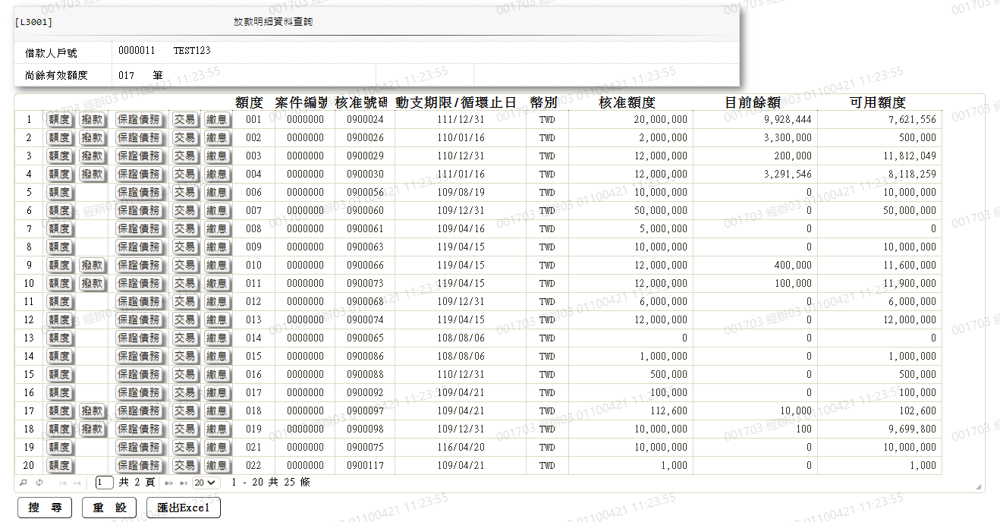 [L3001] 放款明細資料查詢
借款人戶號 0000011 TEST123
尚餘有效額度 017 筆
額度 案件編號 核准號碼 動支期限/循環止日 幣別 核准額度 目前餘額 可用額度
1 額度 撥款 保證債務 交易 繳息 001 0000000 0900024 111/12/31 TWD 20,000,000 9,928,444 7,621,556
2 額度 撥款 保證債務 交易 繳息 002 0000000 0900026 110/01/16 TWD 2,000,000 3,300,000 500,000
3 額度 撥款 保證債務 交易 繳息 003 0000000 0900029 110/12/31 TWD 12,000,000 200,000 11,812,049
4 額度 撥款 保證債務 交易 繳息 004 0000000 0900030 111/01/16 TWD 12,000,000 3,291,546 8,118,259
5 額度 保證債務 交易 繳息 006 0000000 0900056 109/08/19 TWD 10,000,000 0 10,000,000
6 額度 保證債務 交易 繳息 007 0000000 0900060 109/12/31 TWD 50,000,000 0 50,000,000
7 額度 保證債務 交易 繳息 008 0000000 0900061 109/04/16 TWD 5,000,000 0 0
8 額度 保證債務 交易 繳息 009 0000000 0900063 119/04/15 TWD 10,000,000 0 10,000,000
9 額度 撥款 保證債務 交易 繳息 010 0000000 0900066 119/04/15 TWD 12,000,000 400,000 11,600,000
10 額度 撥款 保證債務 交易 繳息 011 0000000 0900073 119/04/15 TWD 12,000,000 100,000 11,900,000
11 額度 保證債務 交易 繳息 012 0000000 0900068 109/12/31 TWD 6,000,000 0 6,000,000
12 額度 保證債務 交易 繳息 013 0000000 0900074 119/04/15 TWD 12,000,000 0 12,000,000
13 額度 保證債務 交易 繳息 014 0000000 0900065 108/08/06 TWD 0 0 0
14 額度 保證債務 交易 繳息 015 0000000 0900086 108/08/06 TWD 1,000,000 0 1,000,000
15 額度 保證債務 交易 繳息 016 0000000 0900088 110/12/31 TWD 500,000 0 500,000
16 額度 保證債務 交易 繳息 017 0000000 0900092 109/04/21 TWD 100,000 0 100,000
17 額度 撥款 保證債務 交易 繳息 018 0000000 0900097 109/04/21 TWD 112,600 10,000 102,600
18 額度 撥款 保證債務 交易 繳息 019 0000000 0900098 109/12/31 TWD 10,000,000 100 9,699,800
19 額度 保證債務 交易 繳息 021 0000000 0900075 116/04/20 TWD 10,000,000 0 10,000,000
20 額度 保證債務 交易 繳息 022 0000000 0900117 109/04/21 TWD 1,000 0 1,000
1 共 2 頁 20 1 - 20 共 25 條
搜 尋 重 設 匯出Excel
001703 經辦03 01100421 11:23:55